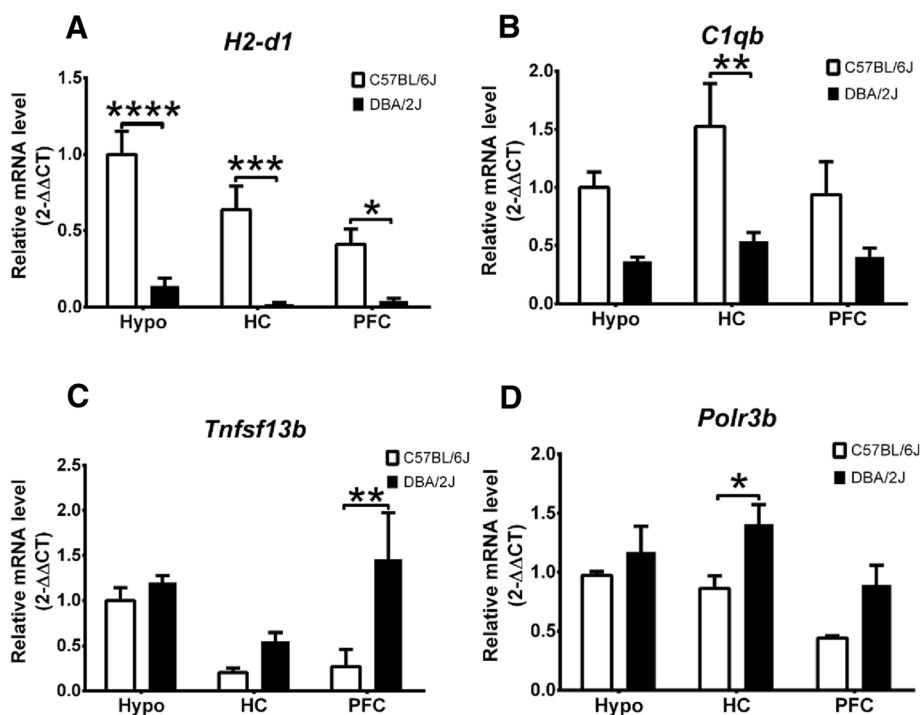 A
H2-d1
Relative mRNA level
(2-ΔΔCT)
1.5
1.0
0.5
0.0
****
***
*
C57BL/6J
DBA/2J
Hypo HC PFC
B
C1qb
Relative mRNA level
(2-ΔΔCT)
2.0
1.5
1.0
0.5
0.0
**
C57BL/6J
DBA/2J
Hypo HC PFC
C
Tnfsf13b
Relative mRNA level
(2-ΔΔCT)
2.5
2.0
1.5
1.0
0.5
0.0
**
C57BL/6J
DBA/2J
Hypo HC PFC
D
Polr3b
Relative mRNA level
(2-ΔΔCT)
2.0
1.5
1.0
0.5
0.0
*
C57BL/6J
DBA/2J
Hypo HC PFC